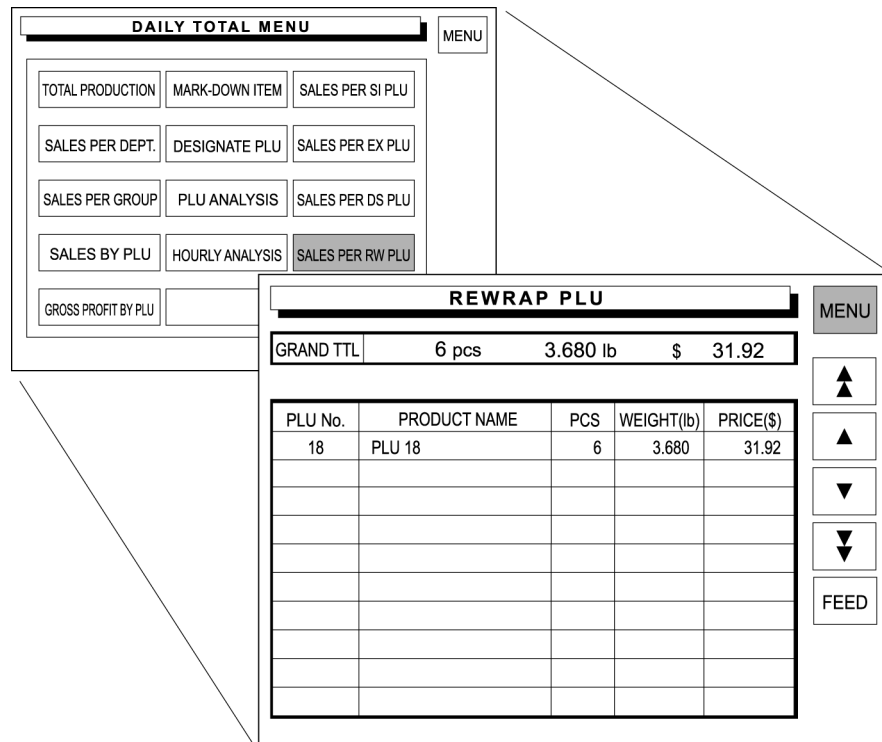 DAILY TOTAL MENU
MENU
TOTAL PRODUCTION MARK-DOWN ITEM SALES PER SI PLU
SALES PER DEPT. DESIGNATE PLU SALES PER EX PLU
SALES PER GROUP PLU ANALYSIS SALES PER DS PLU
SALES BY PLU HOURLY ANALYSIS SALES PER RW PLU
GROSS PROFIT BY PLU
REWRAP PLU
MENU
GRAND TTL 6 pcs 3.680 lb $ 31.92
PLU No. PRODUCT NAME PCS WEIGHT(lb) PRICE($)
18 PLU 18 6 3.680 31.92
FEED